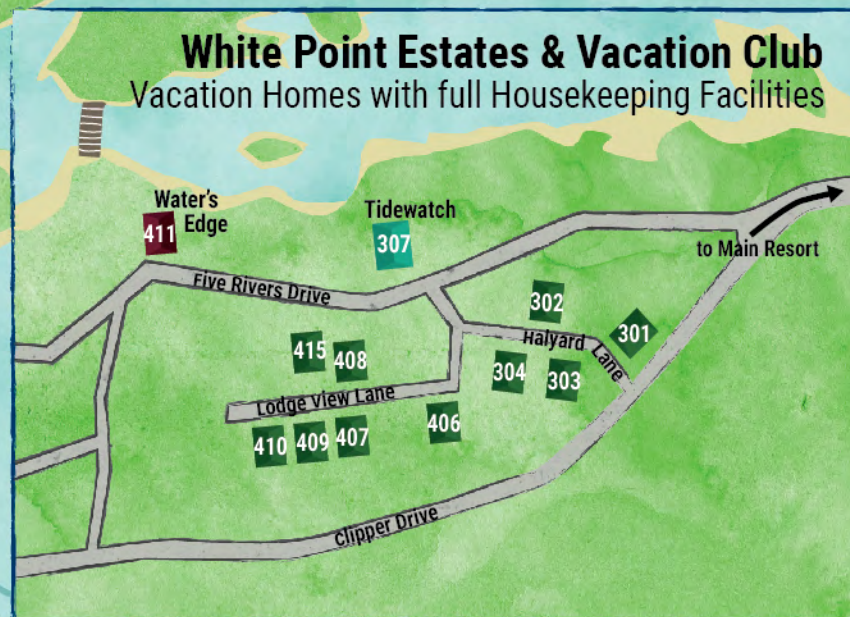 White Point Estates & Vacation Club
Vacation Homes with full Housekeeping Facilities
Water's
Edge
411
Tidewatch
307
to Main Resort
Five Rivers Drive
302
301
Halyard
Lane
304
303
415
408
Lodge View Lane
406
410
409
407
Clipper Drive